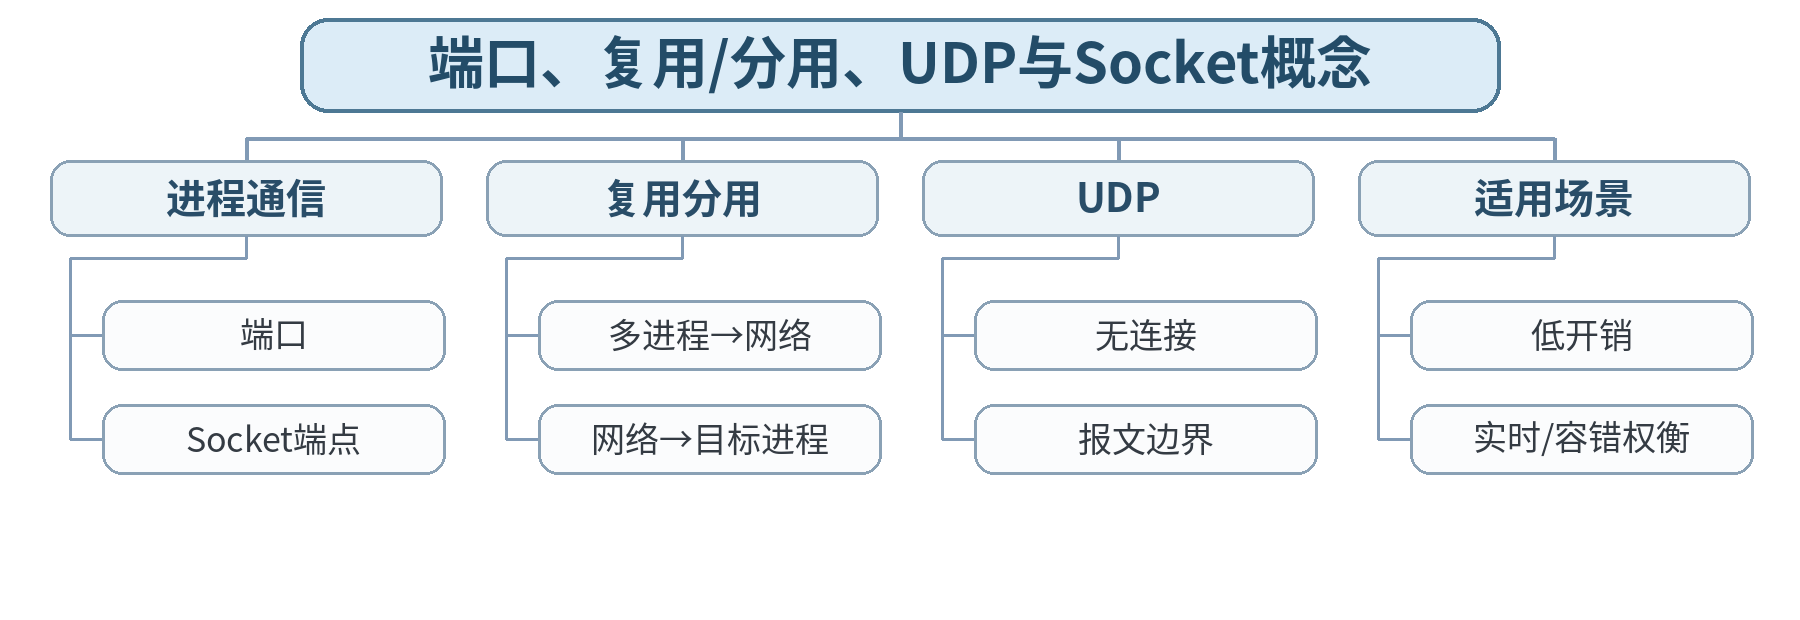 端口、复用/分用、UDP与Socket概念
进程通信
复用分用
UDP
适用场景
端口
多进程→网络
无连接
低开销
Socket端点
网络→目标进程
报文边界
实时/容错权衡